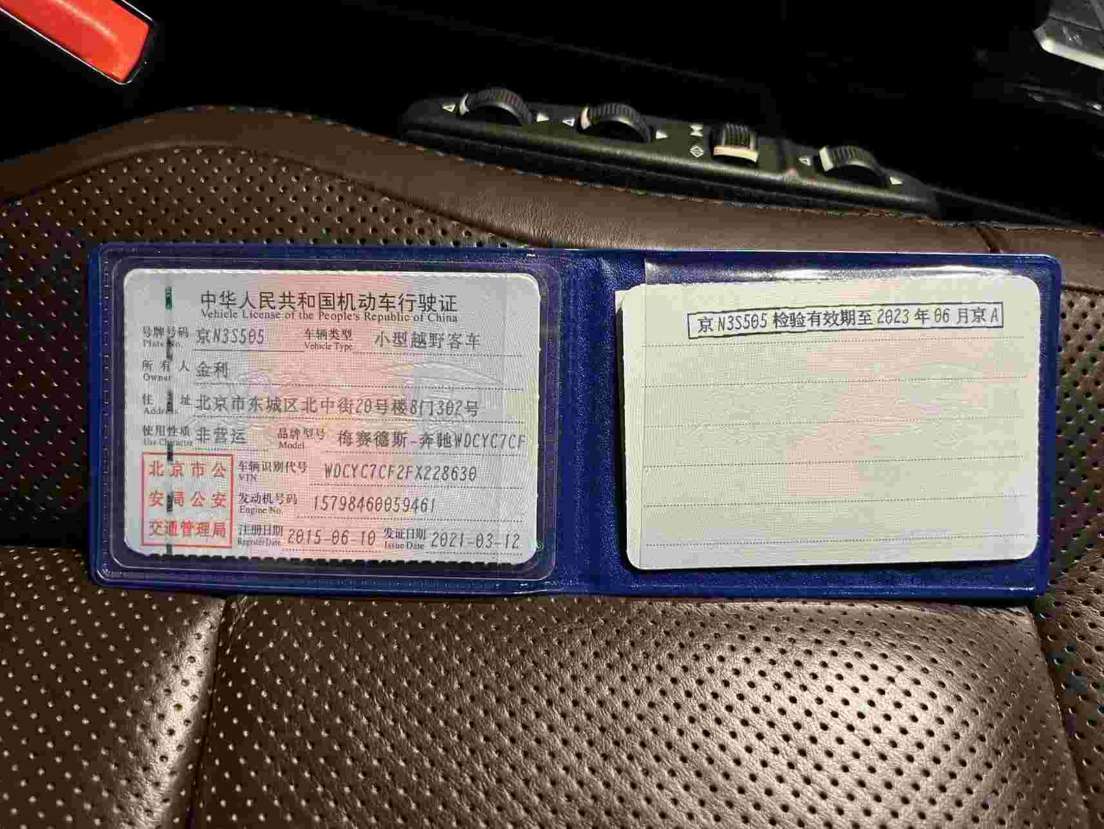 中华人民共和国机动车行驶证
Vehicle License of the People's Republic of China
号牌号码 京N3S505 车辆类型 小型越野客车
Plate No. Vehicle Type
所有人 金利
Owner
住址 北京市东城区北中街20号楼8门302号
Address
使用性质 非营运 品牌型号 梅赛德斯-奔驰WDCYC7CF
Use Character Model
北京市公安局公安交通管理局
车辆识别代号 WDCYC7CF2FX228630
VIN
发动机号码 15798460059461
Engine No.
注册日期 2015-06-10 发证日期 2021-03-12
Register Date Issue Date
京N3S505 检验有效期至 2023 年 06 月京A